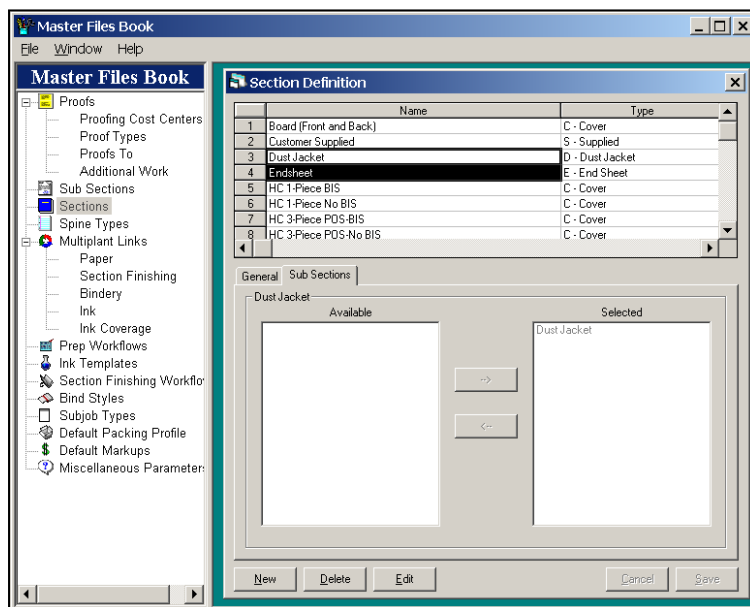 Master Files Book
File Window Help
Master Files Book
Proofs
Proofing Cost Centers
Proof Types
Proofs To
Additional Work
Sub Sections
Sections
Spine Types
Multiplant Links
Paper
Section Finishing
Bindery
Ink
Ink Coverage
Prep Workflows
Ink Templates
Section Finishing Workflo
Bind Styles
Subjob Types
Default Packing Profile
Default Markups
Miscellaneous Parameter
Section Definition
Name Type
1 Board (Front and Back) C - Cover
2 Customer Supplied S - Supplied
3 Dust Jacket D - Dust Jacket
4 Endsheet E - End Sheet
5 HC 1-Piece BIS C - Cover
6 HC 1-Piece No BIS C - Cover
7 HC 3-Piece POS-BIS C - Cover
8 HC 3-Piece POS-No BIS C - Cover
General Sub Sections
Dust Jacket
Available Selected
Dust Jacket
-->
<--
New Delete Edit Cancel Save